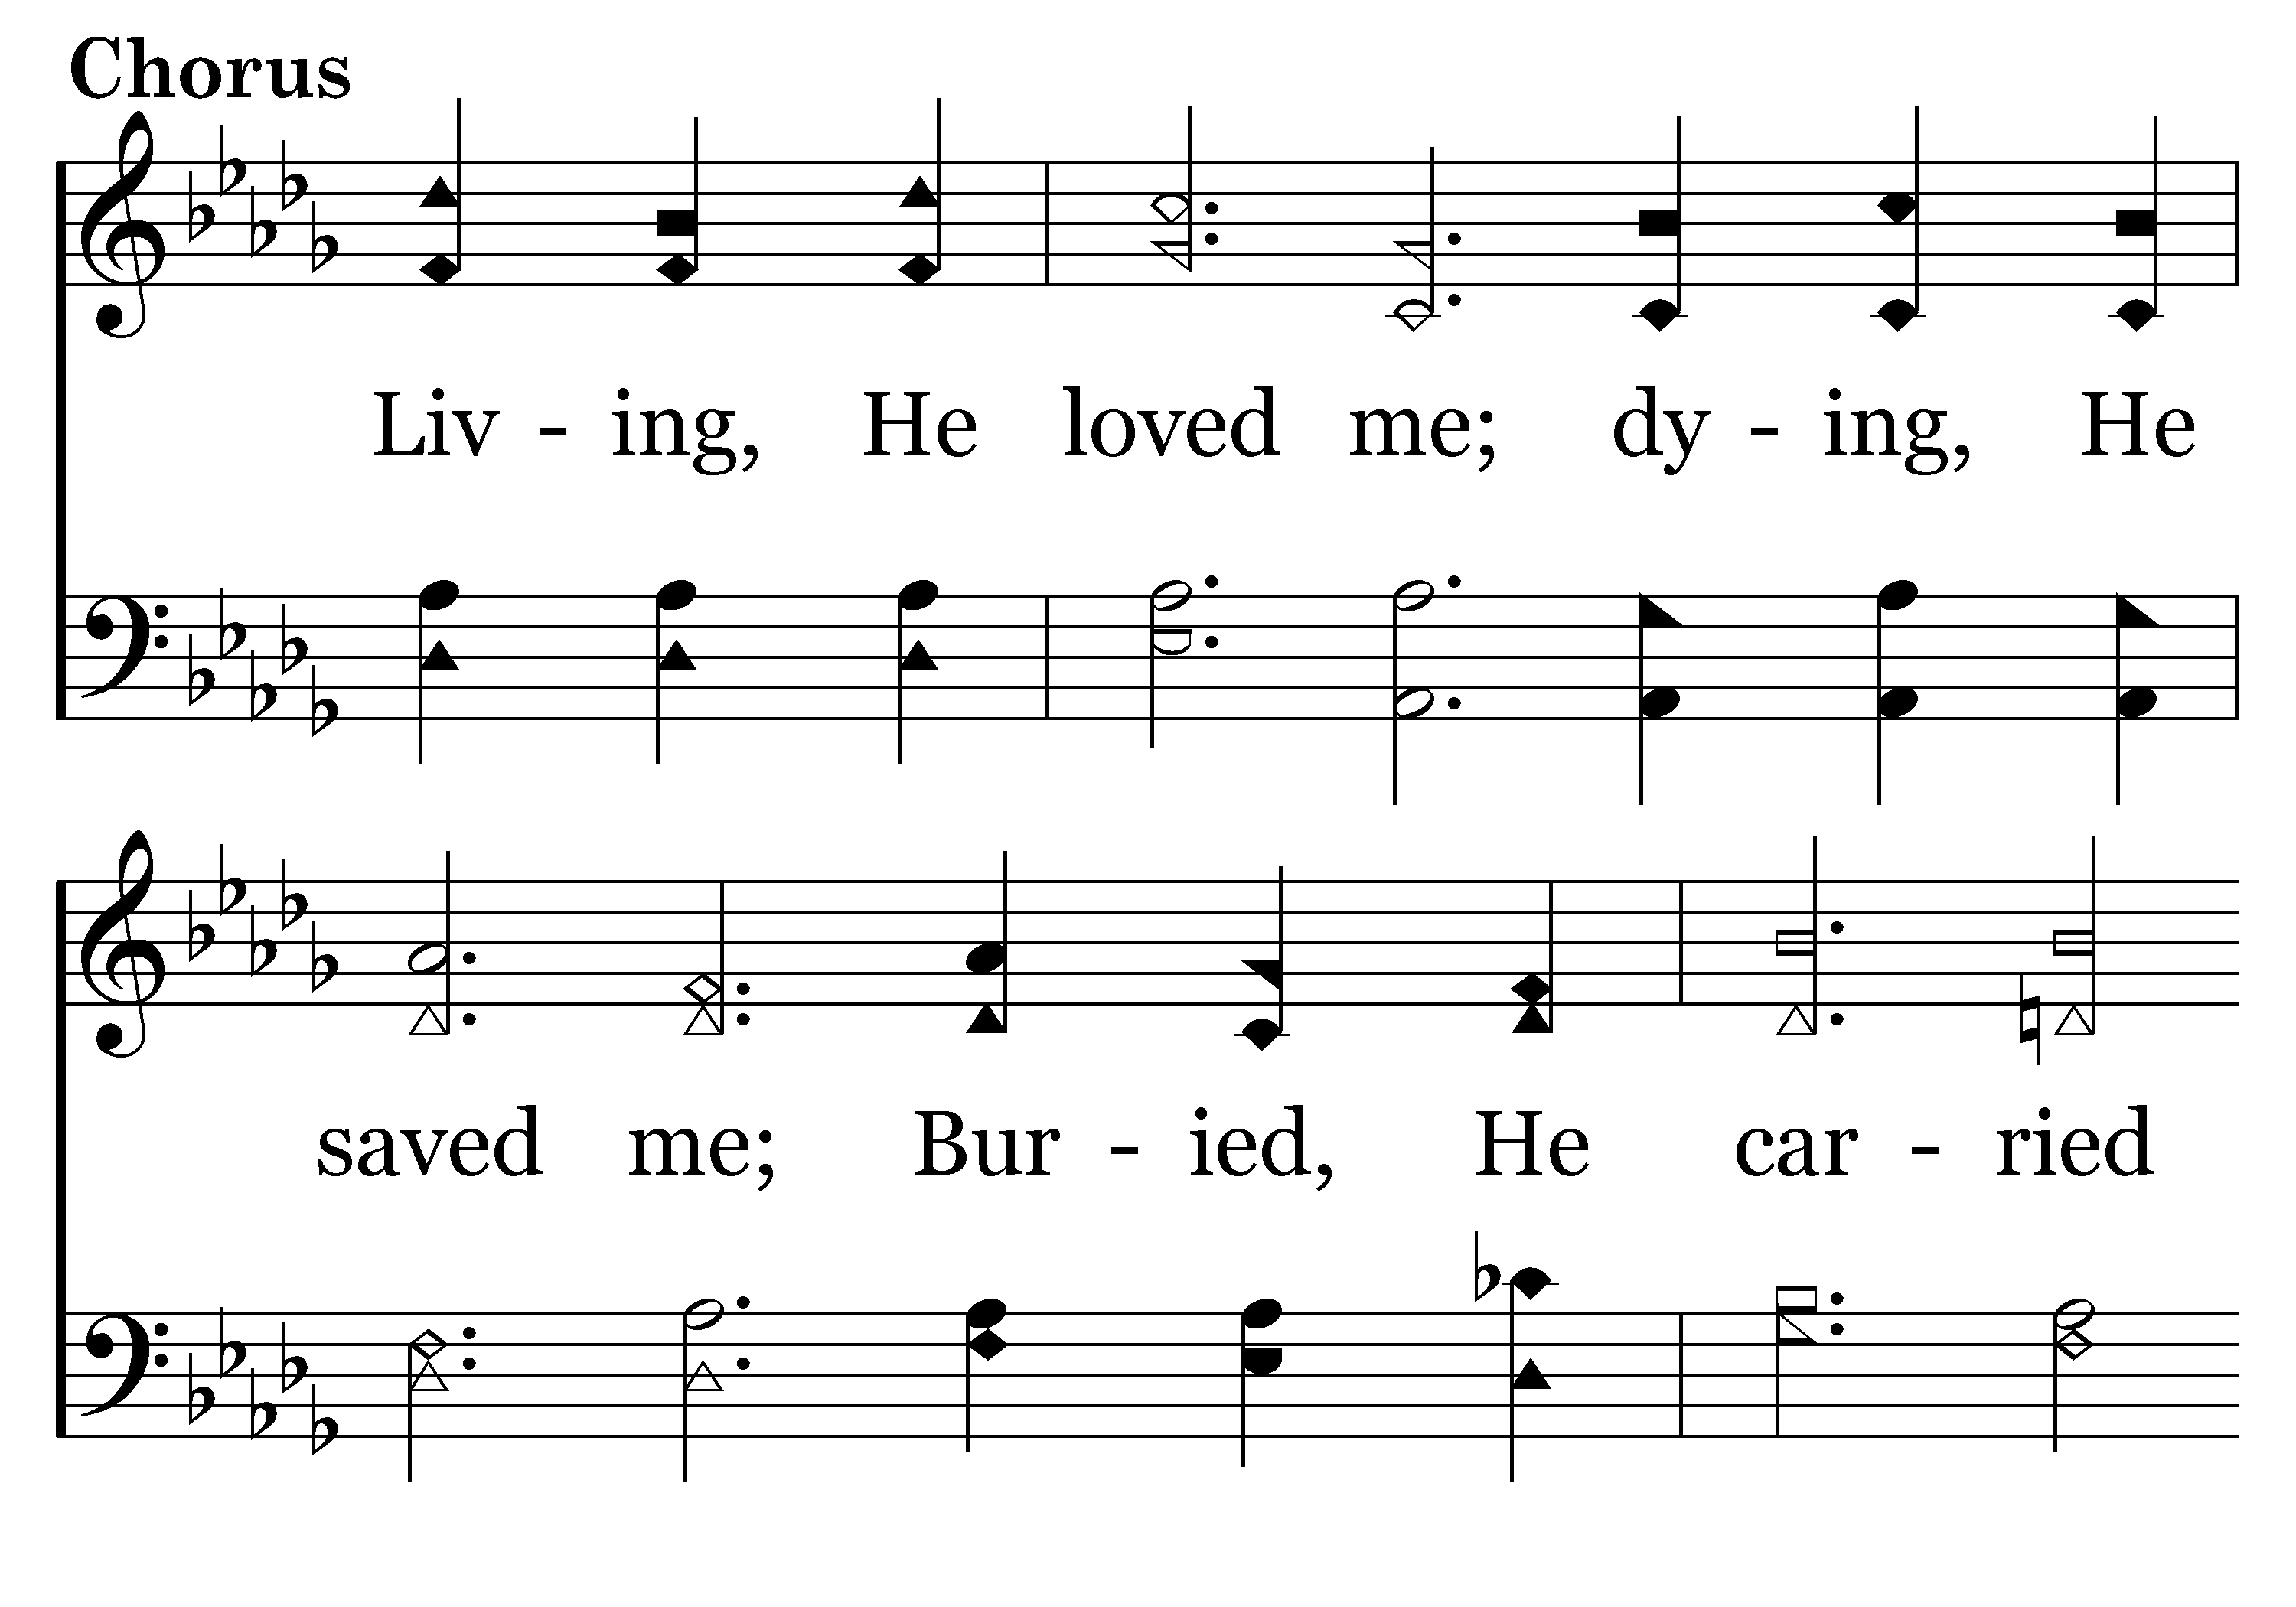 Chorus
Liv - ing, He loved me; dy - ing, He
saved me; Bur - ied, He car - ried